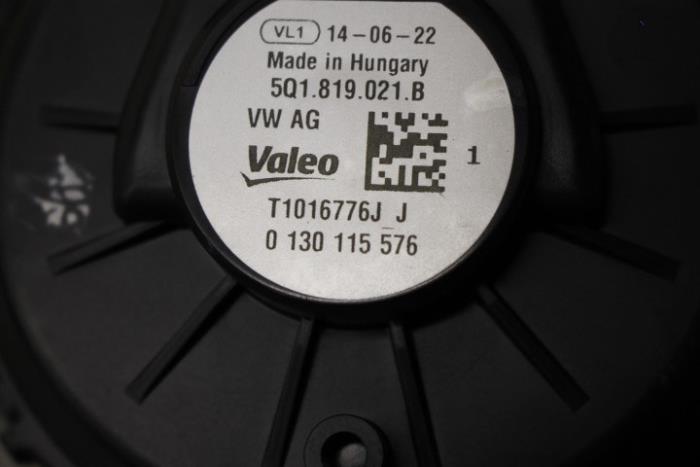 VL1 14-06-22
Made in Hungary
5Q1.819.021.B
VW AG
Valeo 1
T1016776J J
0 130 115 576